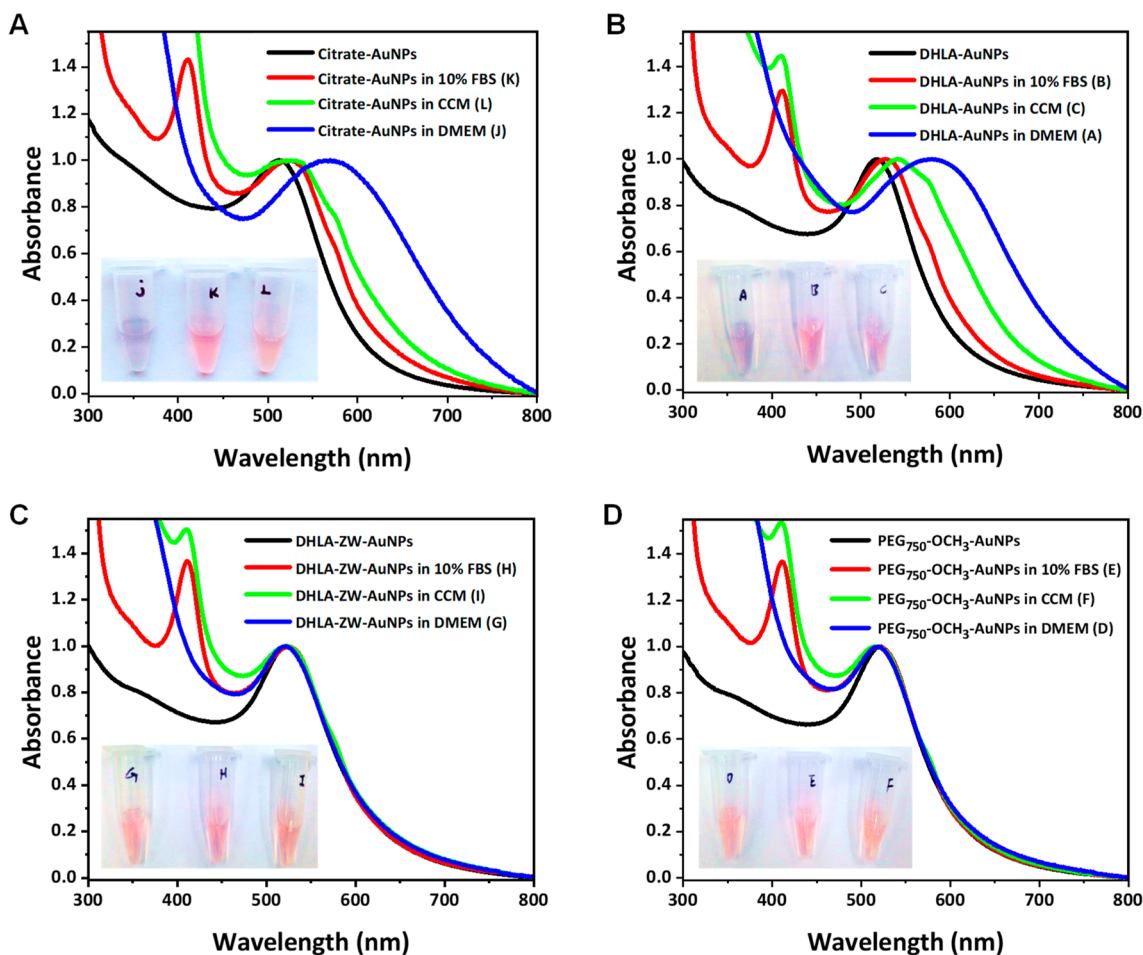 A
Citrate-AuNPs
Citrate-AuNPs in 10% FBS (K)
Citrate-AuNPs in CCM (L)
Citrate-AuNPs in DMEM (J)
Absorbance
1.4
1.2
1.0
0.8
0.6
0.4
0.2
0.0
j
K
L
300 400 500 600 700 800
Wavelength (nm)
B
DHLA-AuNPs
DHLA-AuNPs in 10% FBS (B)
DHLA-AuNPs in CCM (C)
DHLA-AuNPs in DMEM (A)
Absorbance
1.4
1.2
1.0
0.8
0.6
0.4
0.2
0.0
A
B
C
300 400 500 600 700 800
Wavelength (nm)
C
DHLA-ZW-AuNPs
DHLA-ZW-AuNPs in 10% FBS (H)
DHLA-ZW-AuNPs in CCM (I)
DHLA-ZW-AuNPs in DMEM (G)
Absorbance
1.4
1.2
1.0
0.8
0.6
0.4
0.2
0.0
G
H
I
300 400 500 600 700 800
Wavelength (nm)
D
PEG₇₅₀-OCH₃-AuNPs
PEG₇₅₀-OCH₃-AuNPs in 10% FBS (E)
PEG₇₅₀-OCH₃-AuNPs in CCM (F)
PEG₇₅₀-OCH₃-AuNPs in DMEM (D)
Absorbance
1.4
1.2
1.0
0.8
0.6
0.4
0.2
0.0
D
E
F
300 400 500 600 700 800
Wavelength (nm)